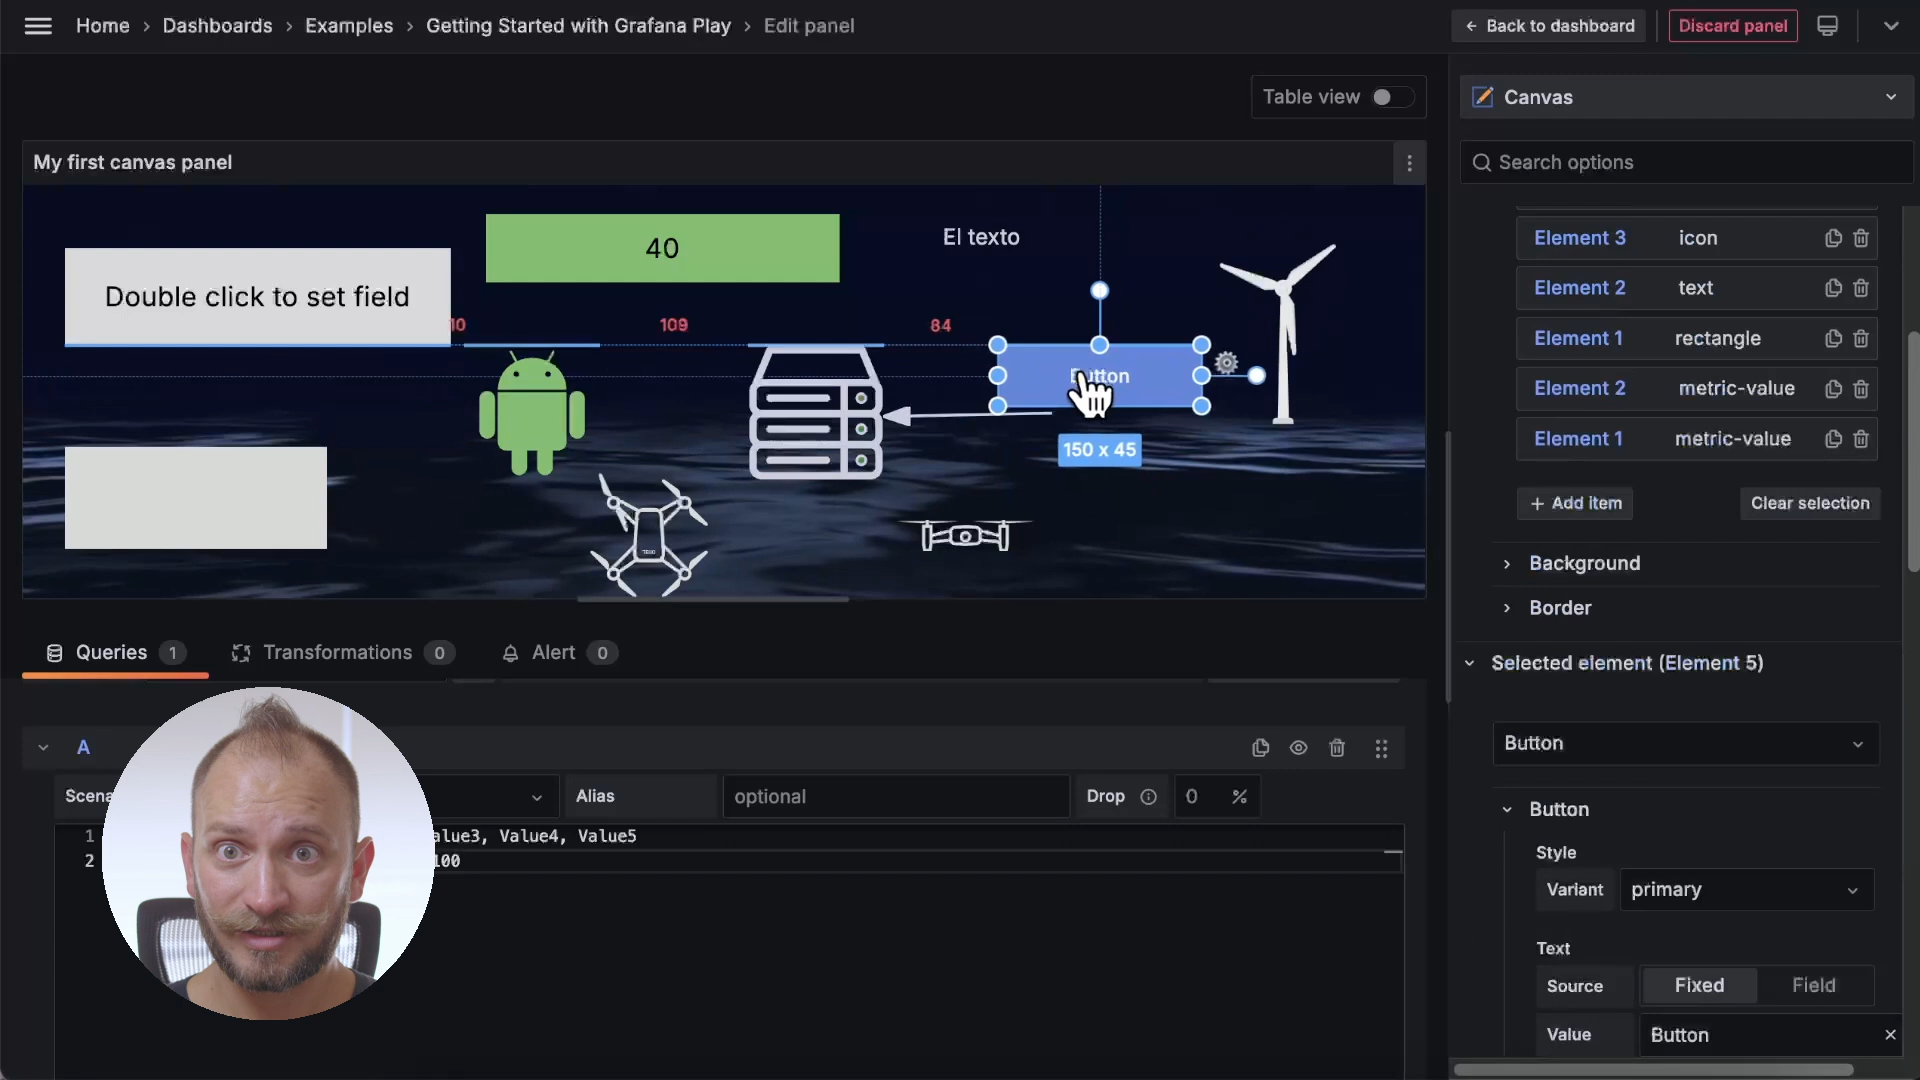 Home › Dashboards › Examples › Getting Started with Grafana Play › Edit panel
← Back to dashboard
Discard panel
Table view
Canvas
My first canvas panel
Search options
Double click to set field
40
El texto
10
109
84
Button
150 x 45
Element 3 icon
Element 2 text
Element 1 rectangle
Element 2 metric-value
Element 1 metric-value
+ Add item
Clear selection
Background
Border
Queries 1
Transformations 0
Alert 0
Selected element (Element 5)
Button
A
Button
Alias
optional
Drop
0 %
Style
Variant primary
1 alue3, Value4, Value5
2 100
Text
Source Fixed Field
Value Button